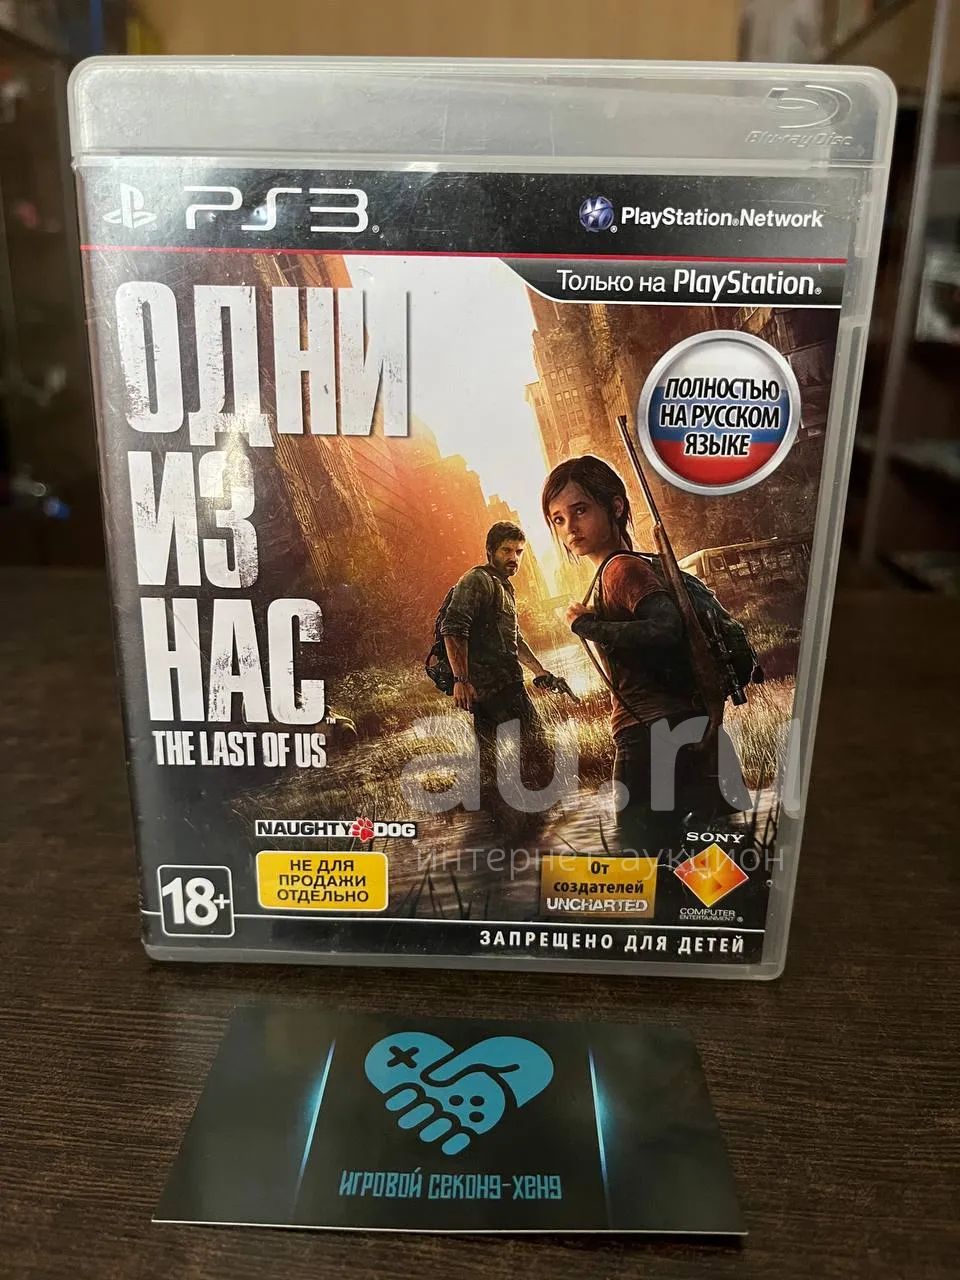 Blu-ray Disc
PS3
PlayStation Network
Только на PlayStation
ОДНИ
ИЗ
НАС
THE LAST OF US
ПОЛНОСТЬЮ
НА РУССКОМ
ЯЗЫКЕ
au.ru
интернет-аукцион
NAUGHTY DOG
НЕ ДЛЯ
ПРОДАЖИ
ОТДЕЛЬНО
18+
От
создателей
UNCHARTED
SONY
COMPUTER
ENTERTAINMENT
ЗАПРЕЩЕНО ДЛЯ ДЕТЕЙ
ИГРОВОЙ СЕКОНД-ХЕНД